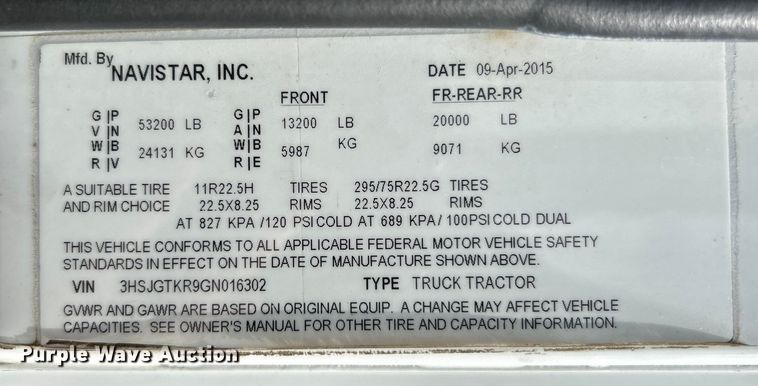 Mfd. By
NAVISTAR, INC. DATE 09-Apr-2015
FRONT FR-REAR-RR
G|P 53200 LB G|P 13200 LB 20000 LB
V|N A|N
W|B 24131 KG W|B 5987 KG 9071 KG
R|V R|E
A SUITABLE TIRE 11R22.5H TIRES 295/75R22.5G TIRES
AND RIM CHOICE 22.5X8.25 RIMS 22.5X8.25 RIMS
AT 827 KPA /120 PSI COLD AT 689 KPA/ 100PSI COLD DUAL
THIS VEHICLE CONFORMS TO ALL APPLICABLE FEDERAL MOTOR VEHICLE SAFETY
STANDARDS IN EFFECT ON THE DATE OF MANUFACTURE SHOWN ABOVE.
VIN 3HSJGTKR9GN016302 TYPE TRUCK TRACTOR
GVWR AND GAWR ARE BASED ON ORIGINAL EQUIP. A CHANGE MAY AFFECT VEHICLE
CAPACITIES. SEE OWNER'S MANUAL FOR OTHER TIRE AND CAPACITY INFORMATION.
Purple Wave Auction